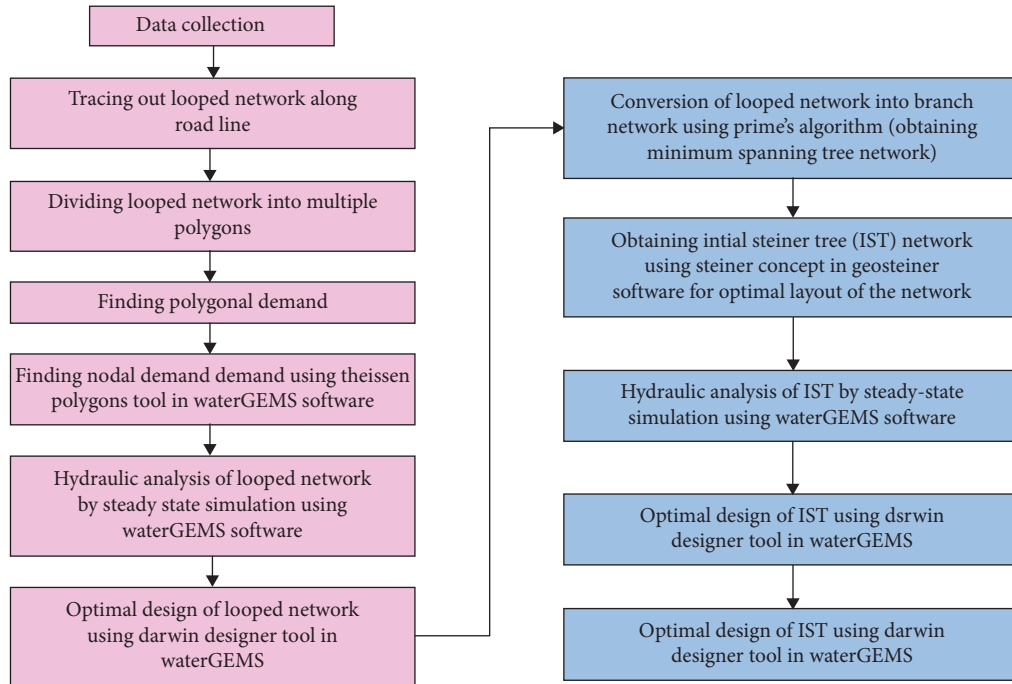 Data collection
Tracing out looped network along
road line
Dividing looped network into multiple
polygons
Finding polygonal demand
Finding nodal demand demand using theissen
polygons tool in waterGEMS software
Hydraulic analysis of looped network
by steady state simulation using
waterGEMS software
Optimal design of looped network
using darwin designer tool in
waterGEMS
Conversion of looped network into branch
network using prime's algorithm (obtaining
minimum spanning tree network)
Obtaining intial steiner tree (IST) network
using steiner concept in geosteiner
software for optimal layout of the network
Hydraulic analysis of IST by steady-state
simulation using waterGEMS software
Optimal design of IST using dsrwin
designer tool in waterGEMS
Optimal design of IST using darwin
designer tool in waterGEMS